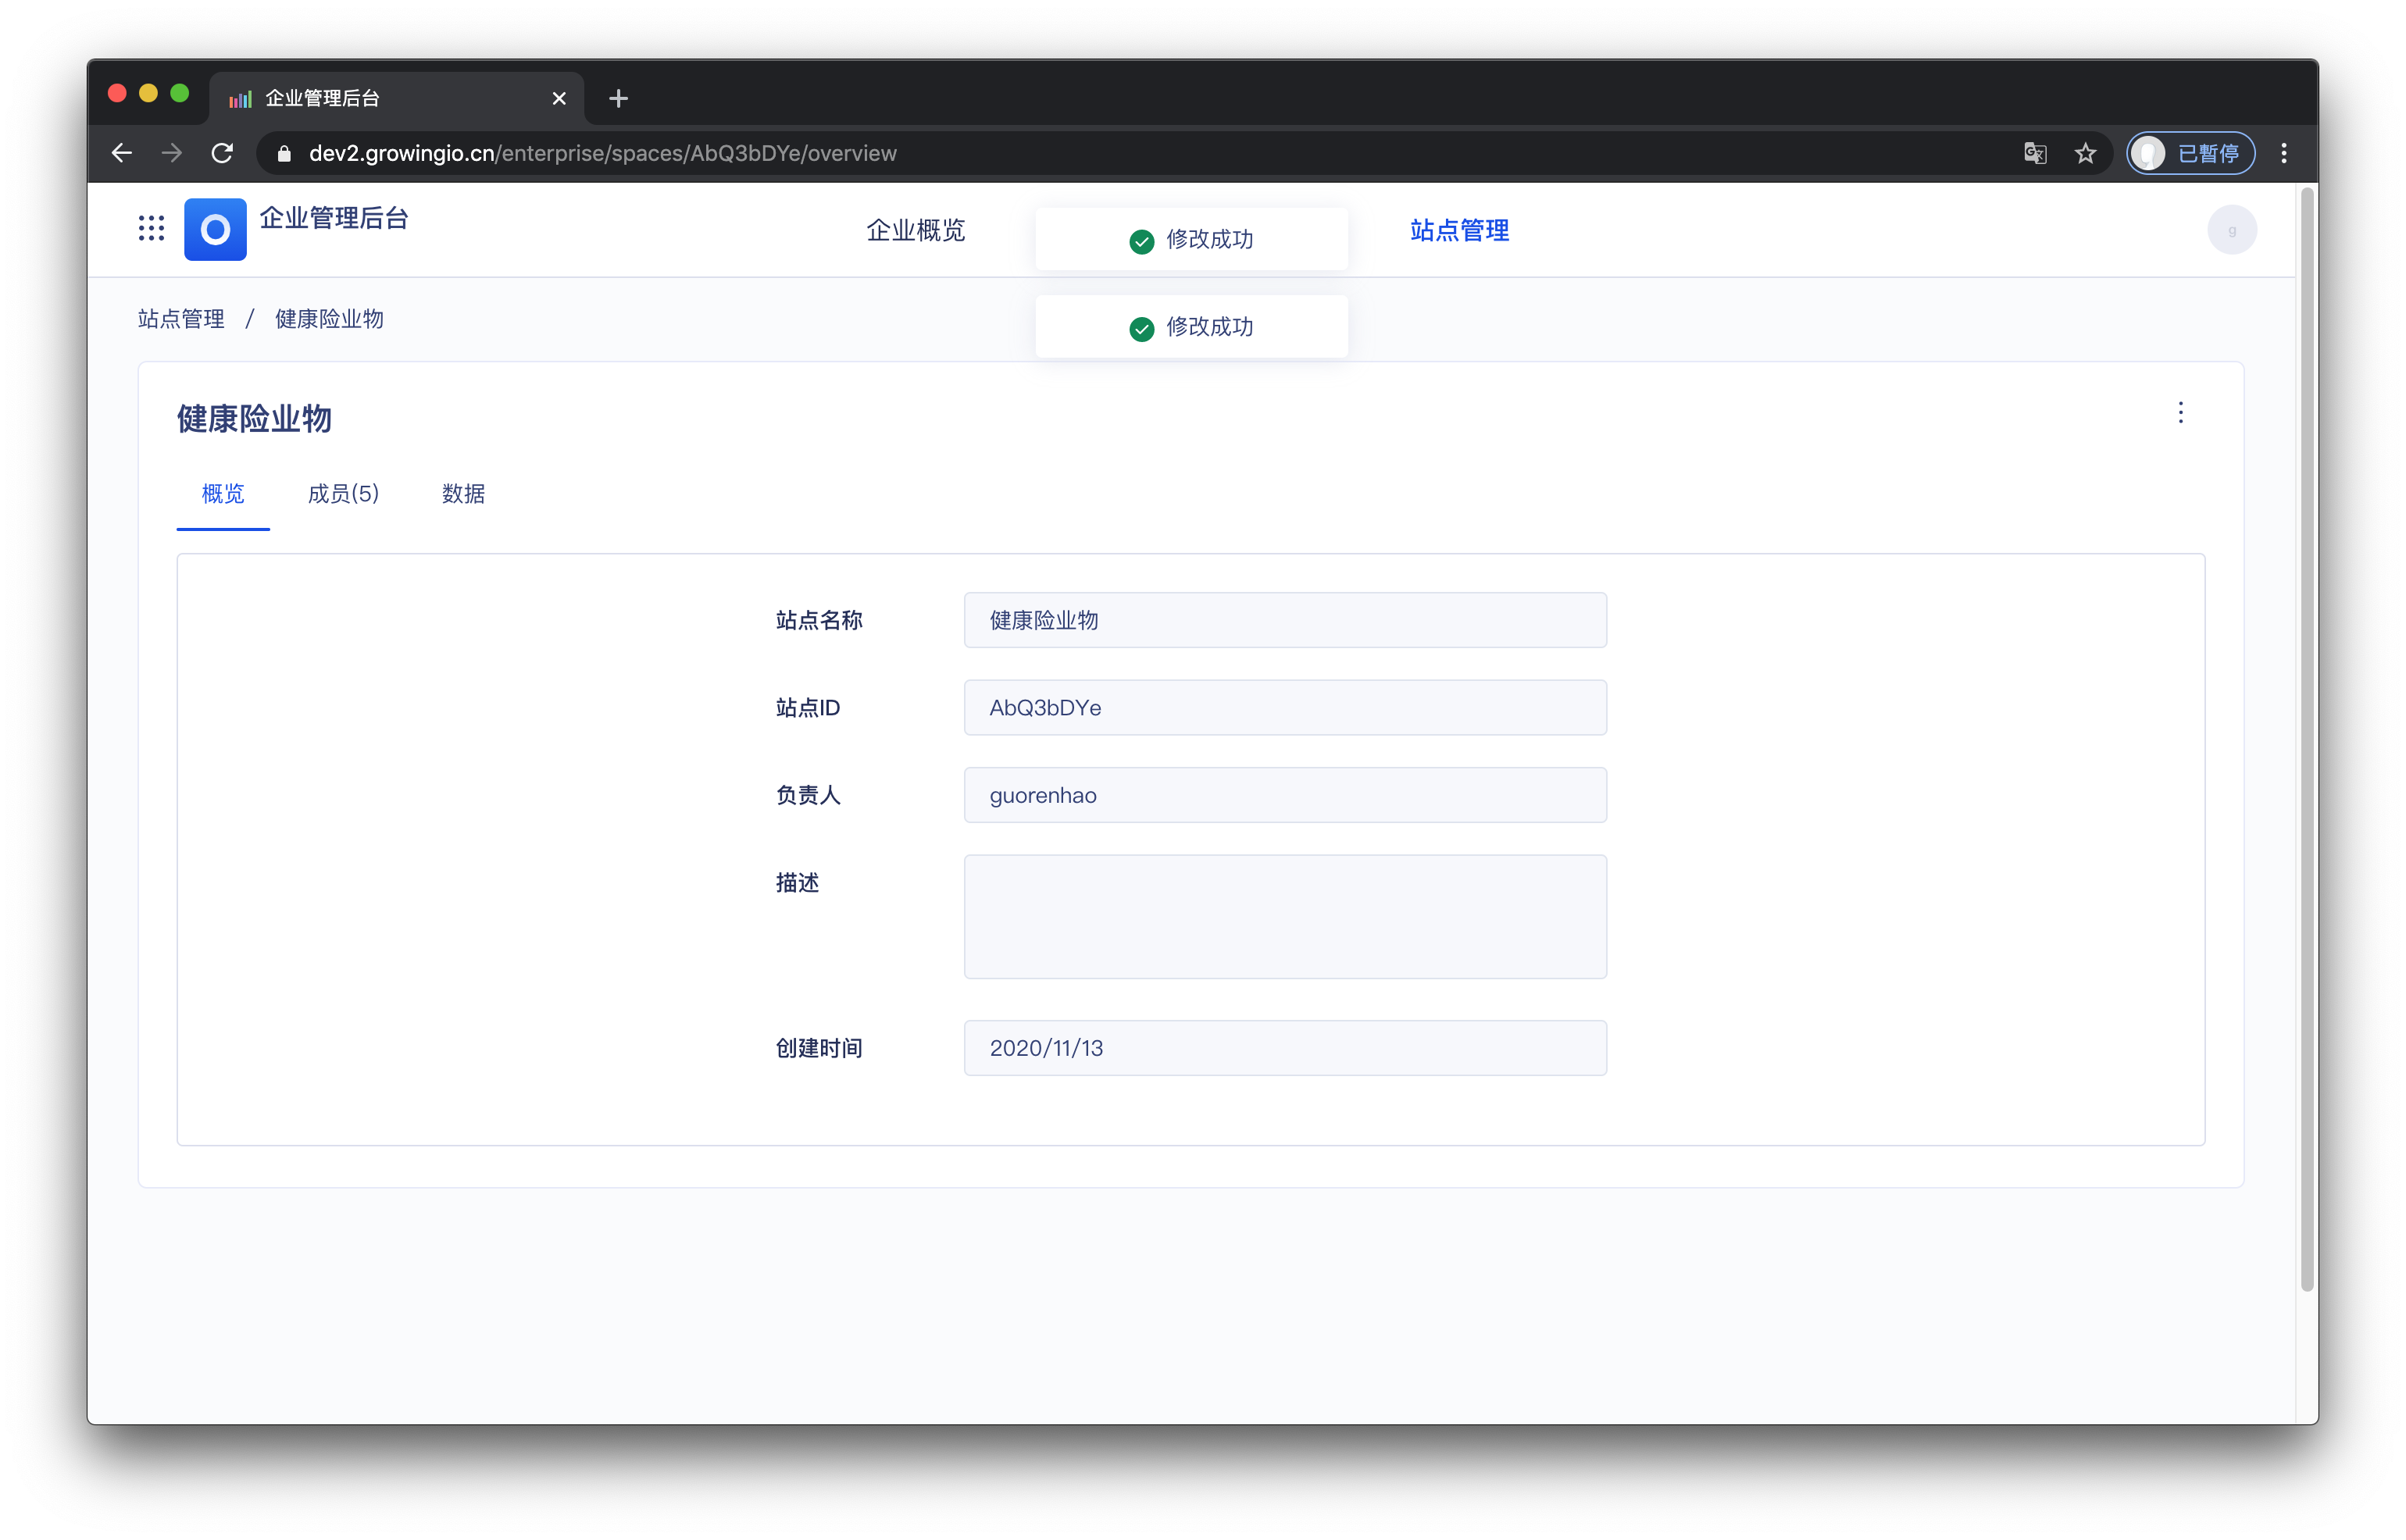 企业管理后台
dev2.growingio.cn/enterprise/spaces/AbQ3bDYe/overview
已暫停
企业管理后台
企业概览
修改成功
站点管理
g
站点管理 / 健康险业物
修改成功
健康险业物
概览
成员(5)
数据
站点名称
健康险业物
站点ID
AbQ3bDYe
负责人
guorenhao
描述
创建时间
2020/11/13